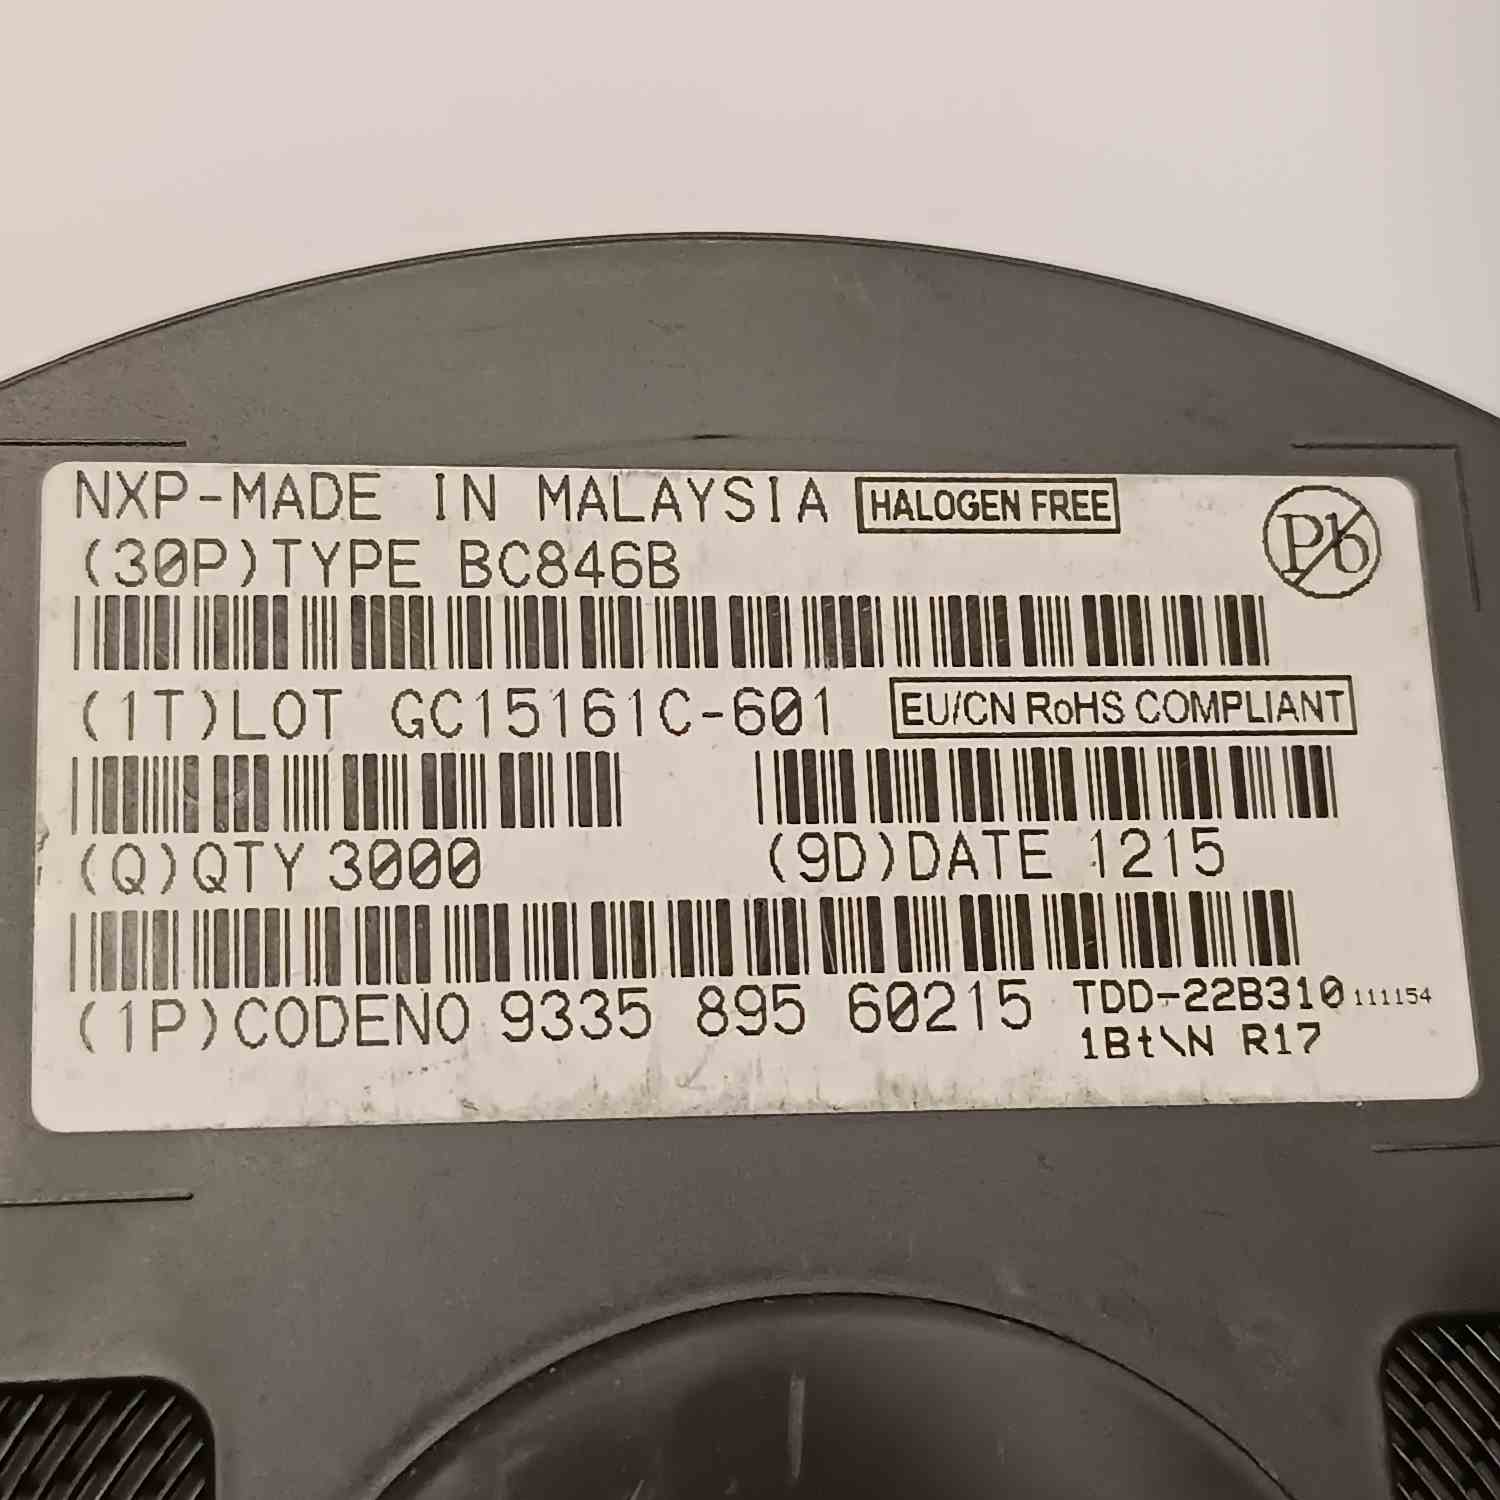 NXP-MADE IN MALAYSIA HALOGEN FREE Pb
(30P)TYPE BC846B
(1T)LOT GC15161C-601 EU/CN RoHS COMPLIANT
(Q)QTY 3000 (9D)DATE 1215
(1P)CODENO 9335 895 60215 TDD-22B310 111154
1Bt\N R17